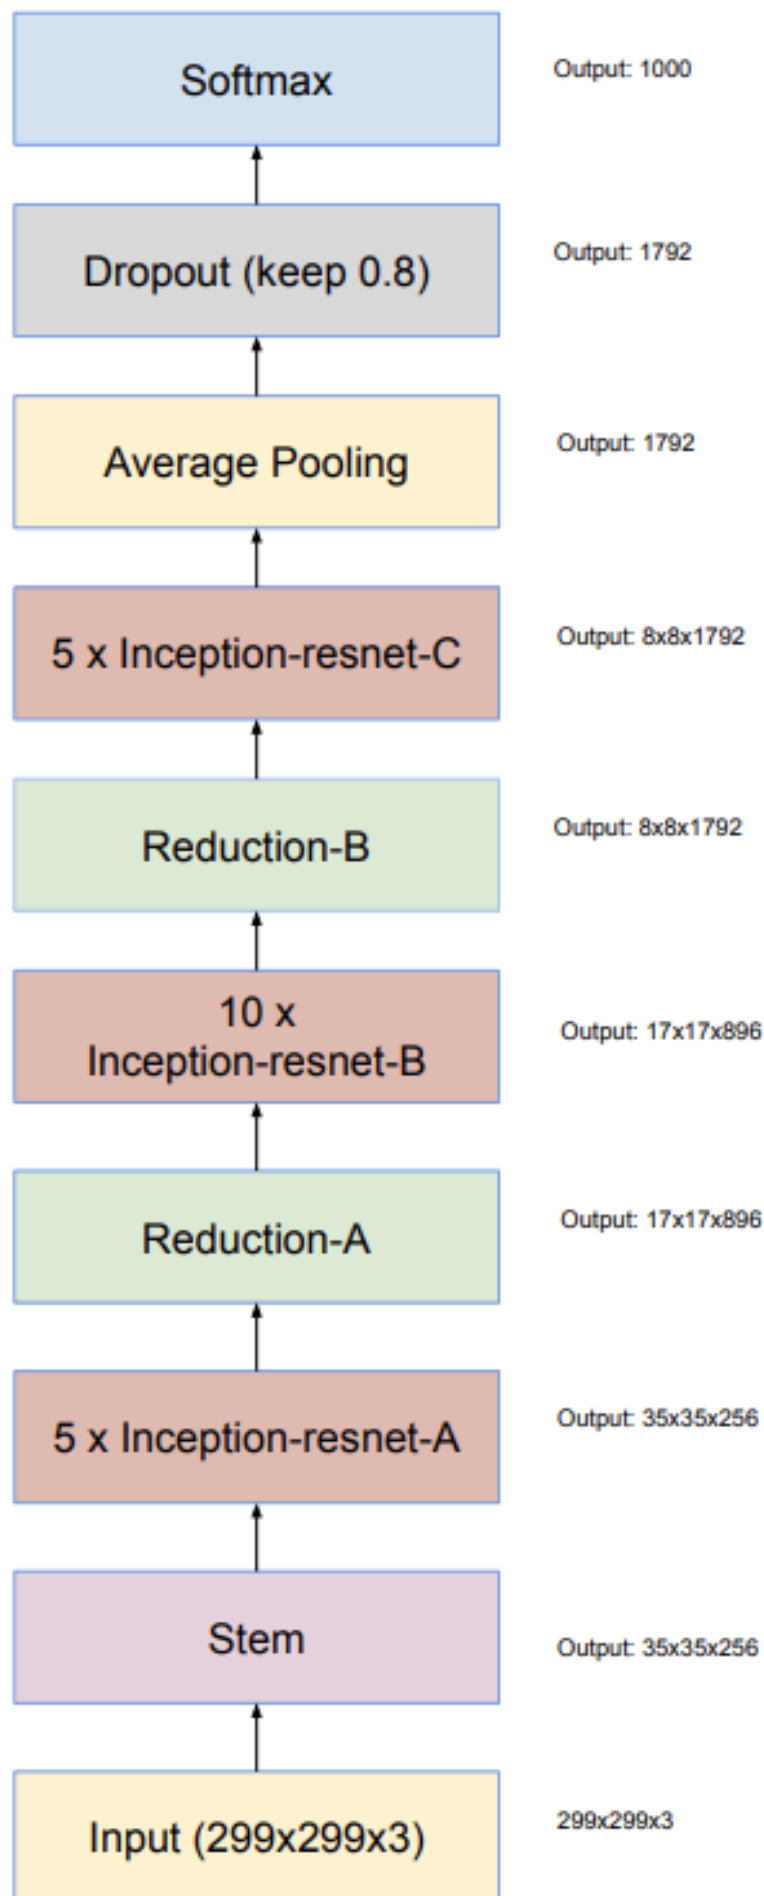 Softmax
Output: 1000
Dropout (keep 0.8)
Output: 1792
Average Pooling
Output: 1792
5 x Inception-resnet-C
Output: 8x8x1792
Reduction-B
Output: 8x8x1792
10 x
Inception-resnet-B
Output: 17x17x896
Reduction-A
Output: 17x17x896
5 x Inception-resnet-A
Output: 35x35x256
Stem
Output: 35x35x256
Input (299x299x3)
299x299x3